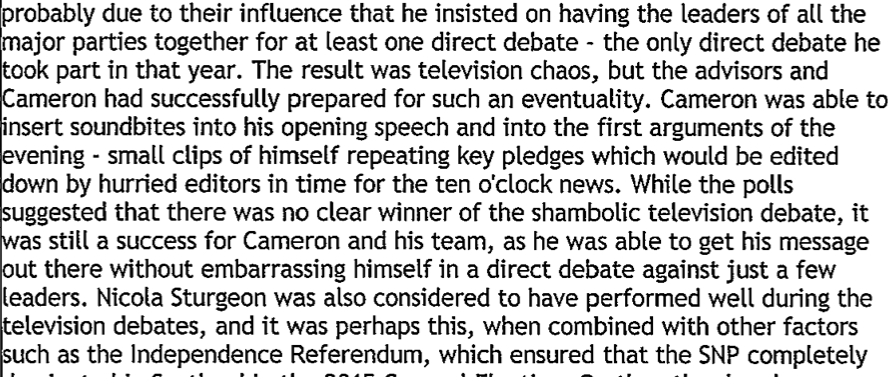 probably due to their influence that he insisted on having the leaders of all the
major parties together for at least one direct debate - the only direct debate he
took part in that year. The result was television chaos, but the advisors and
Cameron had successfully prepared for such an eventuality. Cameron was able to
insert soundbites into his opening speech and into the first arguments of the
evening - small clips of himself repeating key pledges which would be edited
down by hurried editors in time for the ten o'clock news. While the polls
suggested that there was no clear winner of the shambolic television debate, it
was still a success for Cameron and his team, as he was able to get his message
out there without embarrassing himself in a direct debate against just a few
leaders. Nicola Sturgeon was also considered to have performed well during the
television debates, and it was perhaps this, when combined with other factors
such as the Independence Referendum, which ensured that the SNP completely